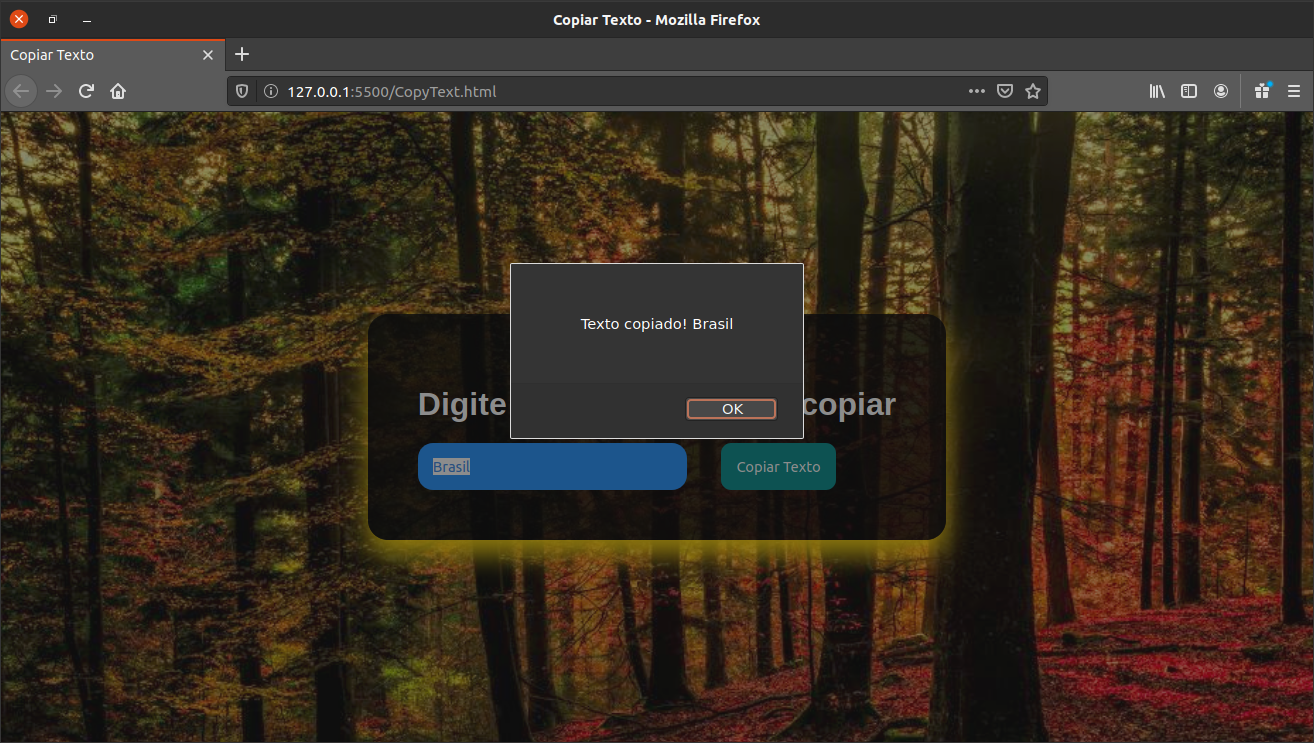 Copiar Texto - Mozilla Firefox
Copiar Texto
127.0.0.1:5500/CopyText.html
Texto copiado! Brasil
OK
Digite copiar
Brasil
Copiar Texto